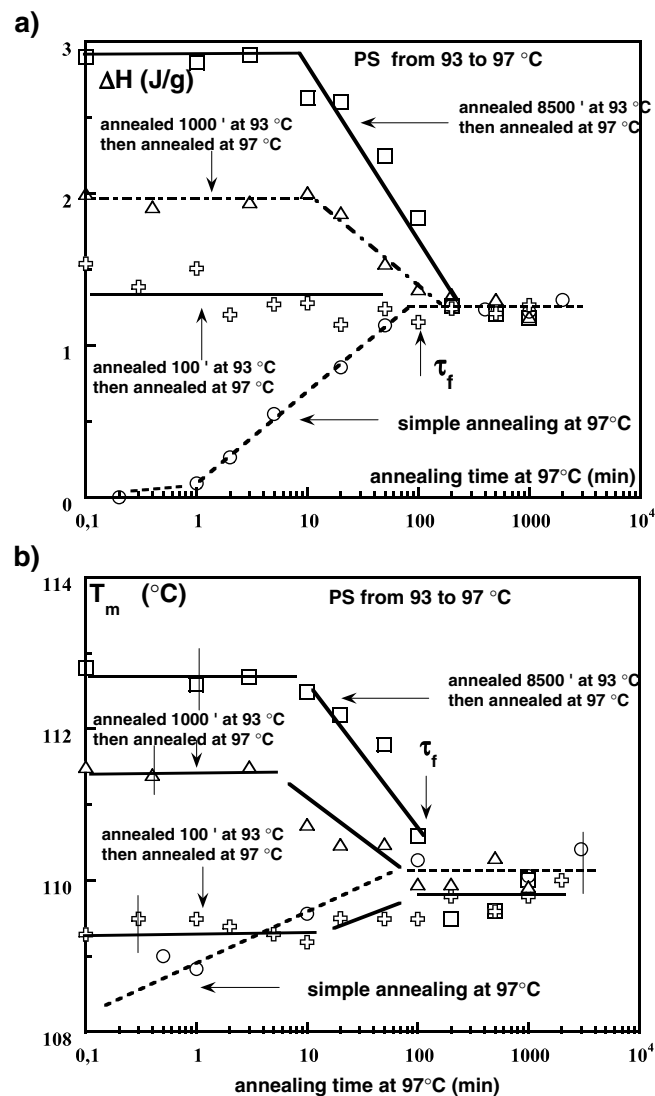 a)
3
ΔH (J/g)
PS from 93 to 97 °C
annealed 8500 ' at 93 °C
then annealed at 97 °C
annealed 1000 ' at 93 °C
then annealed at 97 °C
2
1
annealed 100 ' at 93 °C
then annealed at 97 °C
τf
simple annealing at 97°C
annealing time at 97°C (min)
0
0,1 1 10 100 1000 10⁴
b)
114
Tm (°C)
PS from 93 to 97 °C
annealed 8500 ' at 93 °C
then annealed at 97 °C
112
annealed 1000 ' at 93 °C
then annealed at 97 °C
τf
annealed 100 ' at 93 °C
then annealed at 97 °C
110
simple annealing at 97°C
108
0,1 1 10 100 1000 10⁴
annealing time at 97°C (min)